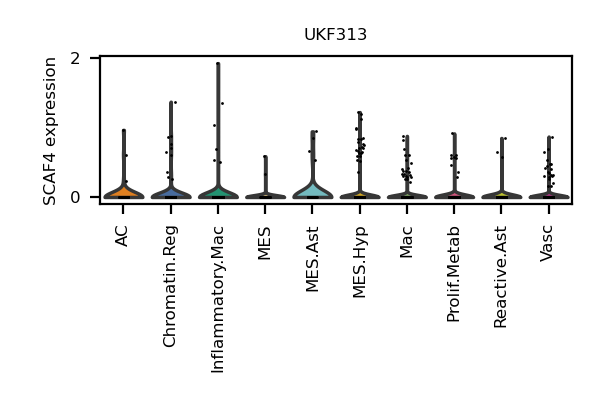 UKF313
SCAF4 expression
2
0
AC
Chromatin.Reg
Inflammatory.Mac
MES
MES.Ast
MES.Hyp
Mac
Prolif.Metab
Reactive.Ast
Vasc